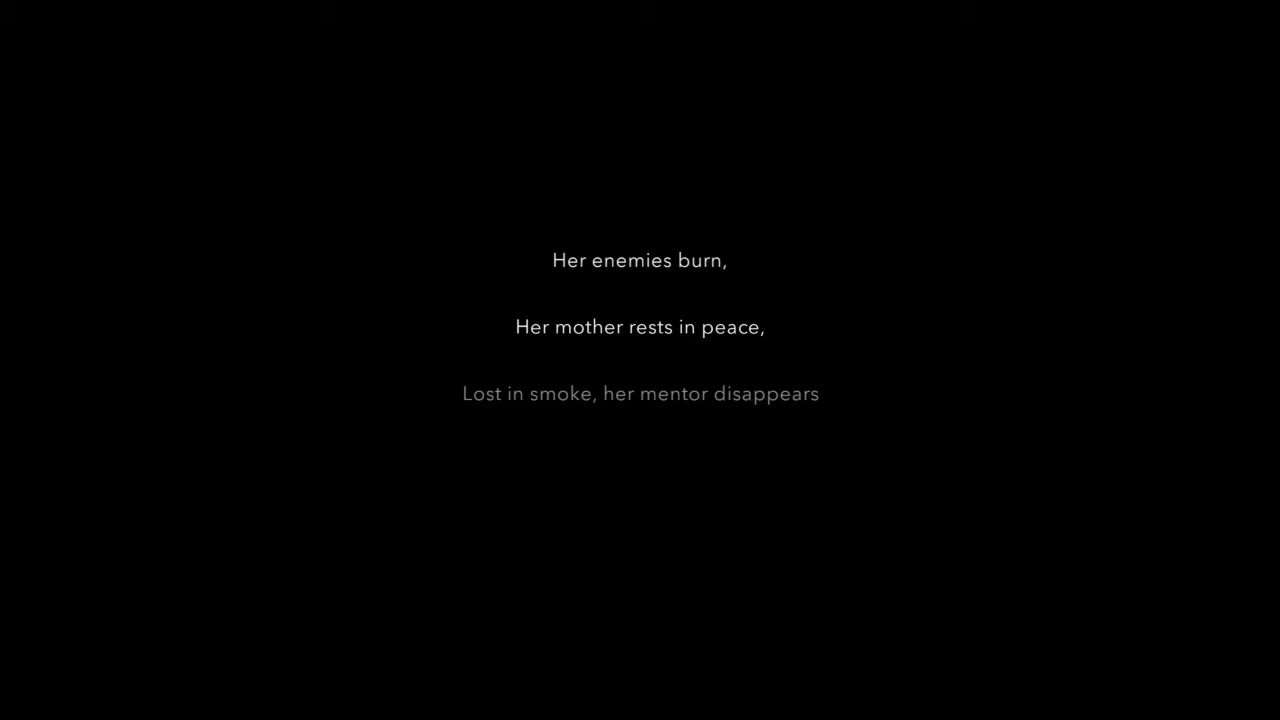 Her enemies burn,
Her mother rests in peace,
Lost in smoke, her mentor disappears